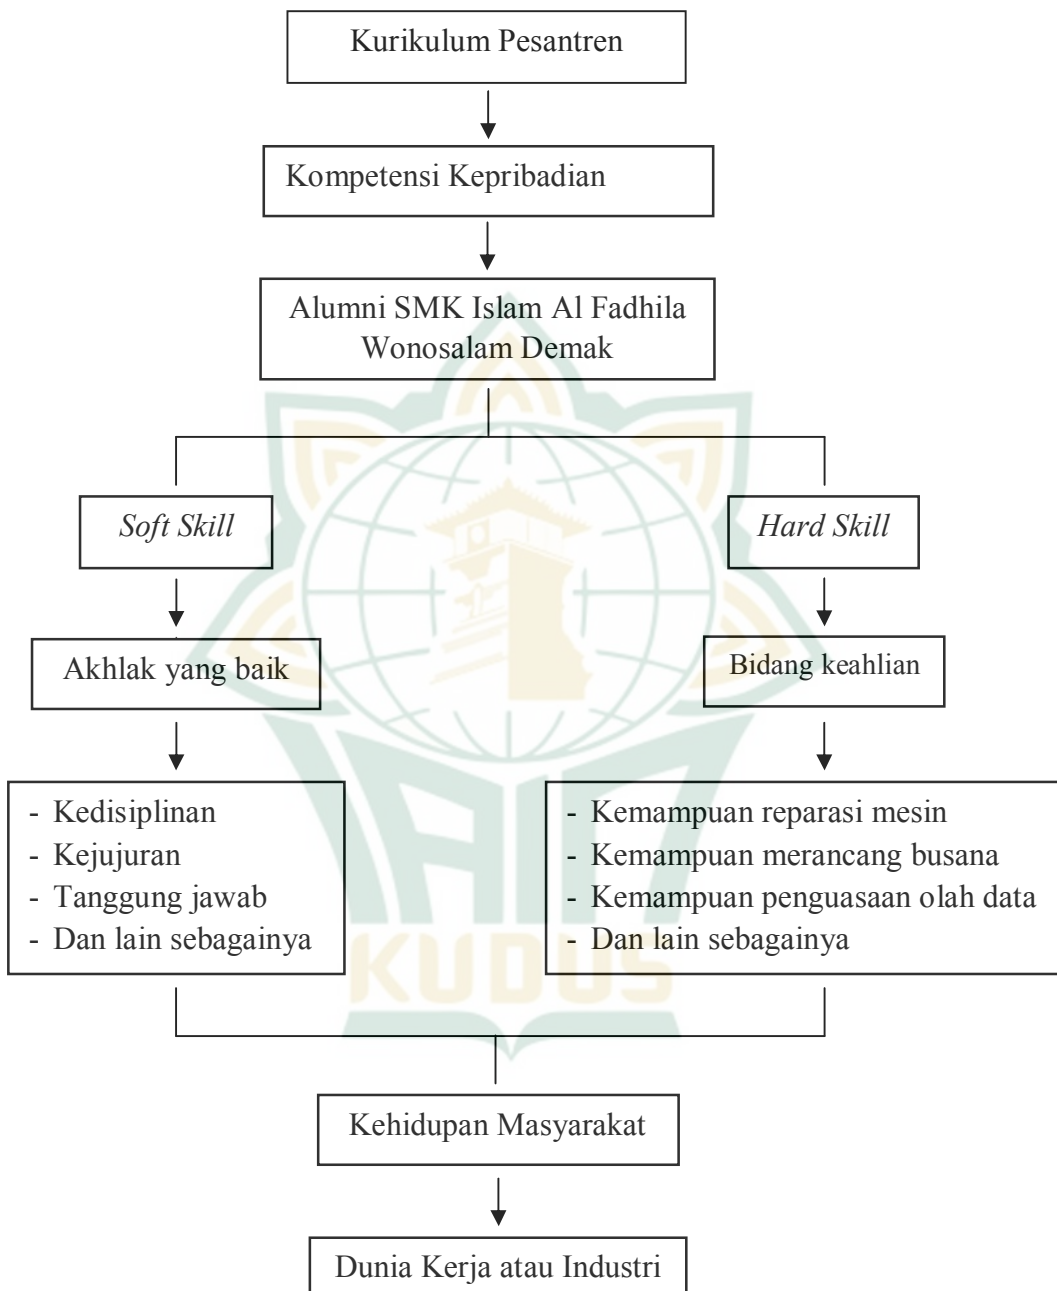 Kurikulum Pesantren
Kompetensi Kepribadian
Alumni SMK Islam Al Fadhila
Wonosalam Demak
Soft Skill
Hard Skill
Akhlak yang baik
Bidang keahlian
- Kedisiplinan
- Kejujuran
- Tanggung jawab
- Dan lain sebagainya
- Kemampuan reparasi mesin
- Kemampuan merancang busana
- Kemampuan penguasaan olah data
- Dan lain sebagainya
IAIN
KUDUS
Kehidupan Masyarakat
Dunia Kerja atau Industri